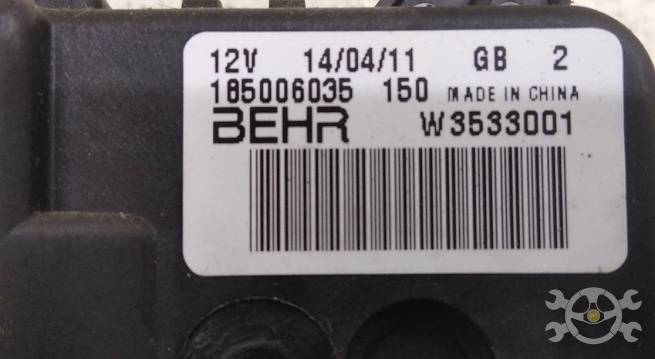 12V 14/04/11 GB 2
185006035 150 MADE IN CHINA
BEHR W3533001